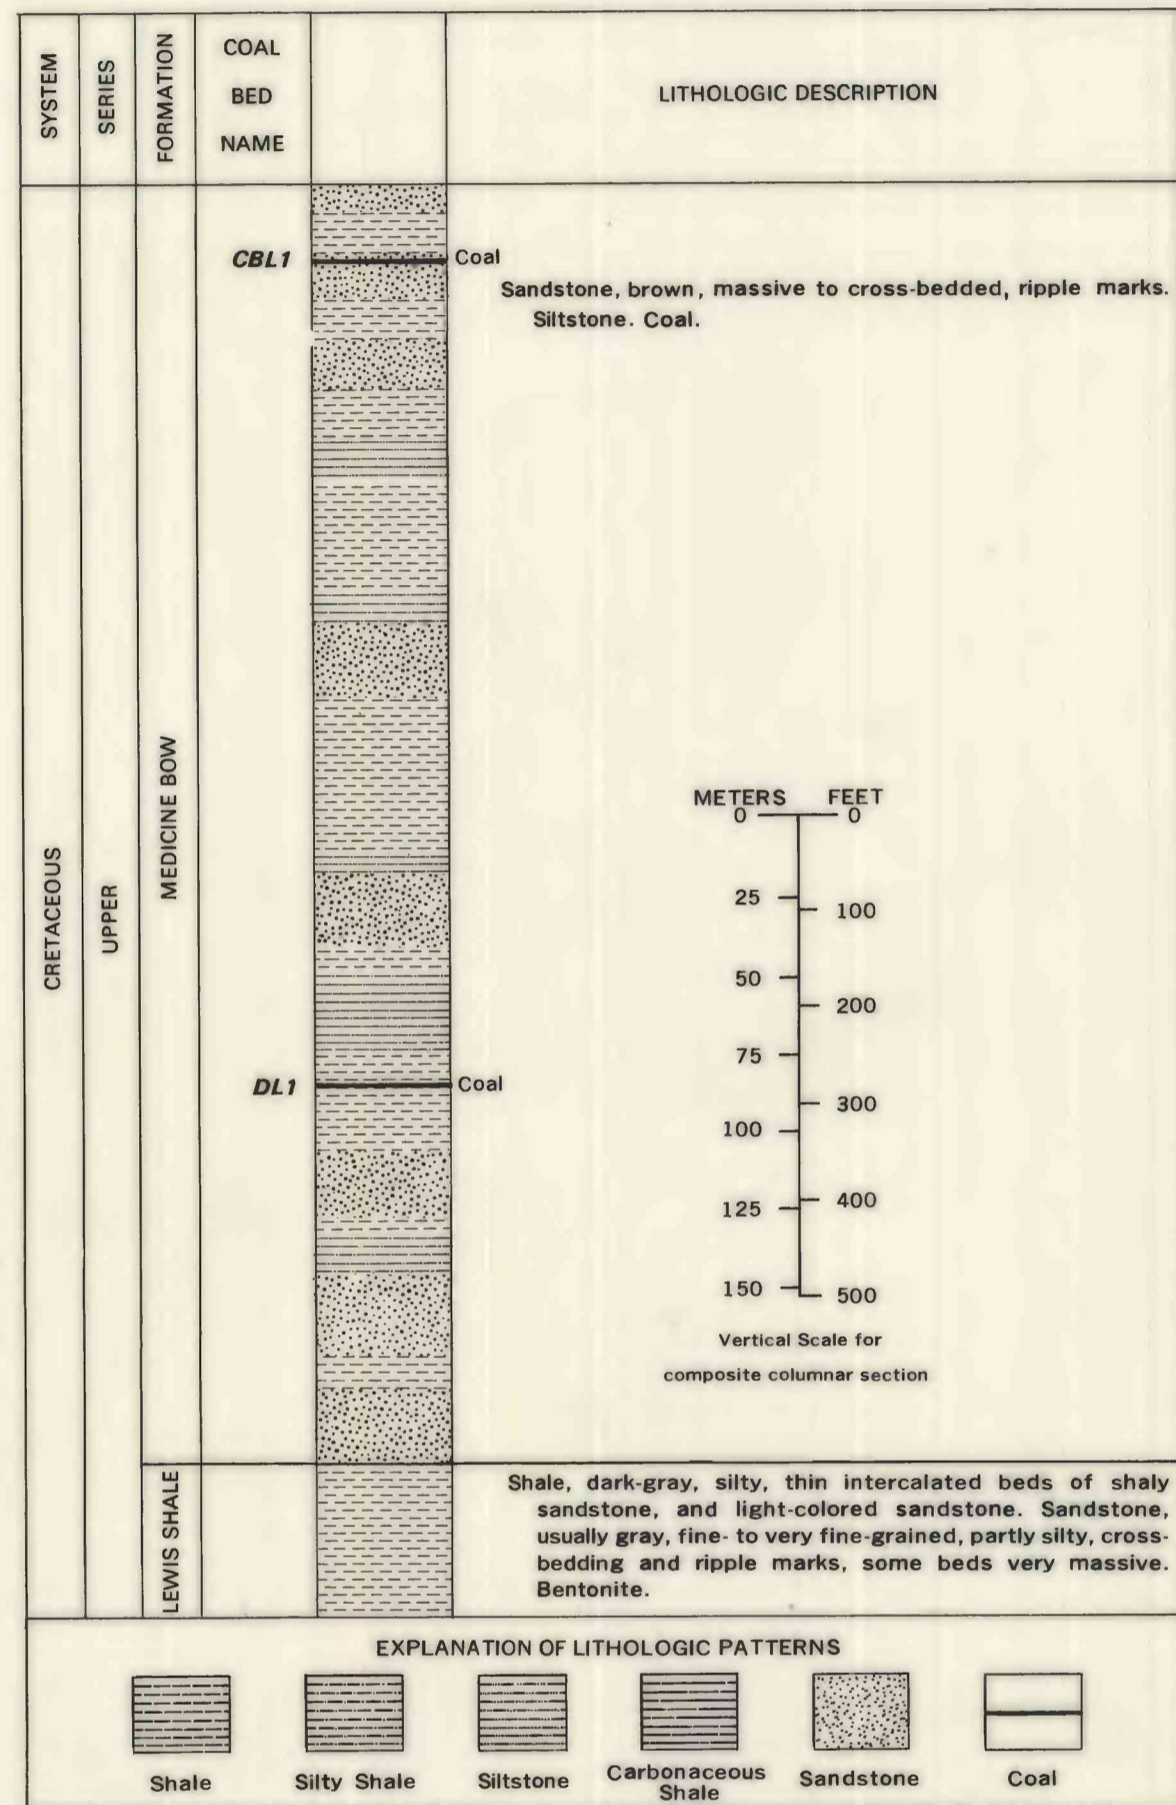 SYSTEM
SERIES
FORMATION
COAL
BED
NAME
LITHOLOGIC DESCRIPTION
CRETACEOUS
UPPER
MEDICINE BOW
LEWIS SHALE
CBL1
Coal
Sandstone, brown, massive to cross-bedded, ripple marks.
Siltstone. Coal.
DL1
Coal
METERS FEET
0 0
25
100
50
200
75
300
100
400
125
150
500
Vertical Scale for
composite columnar section
Shale, dark-gray, silty, thin intercalated beds of shaly
sandstone, and light-colored sandstone. Sandstone,
usually gray, fine- to very fine-grained, partly silty, cross-
bedding and ripple marks, some beds very massive.
Bentonite.
EXPLANATION OF LITHOLOGIC PATTERNS
Shale
Silty Shale
Siltstone
Carbonaceous
Shale
Sandstone
Coal